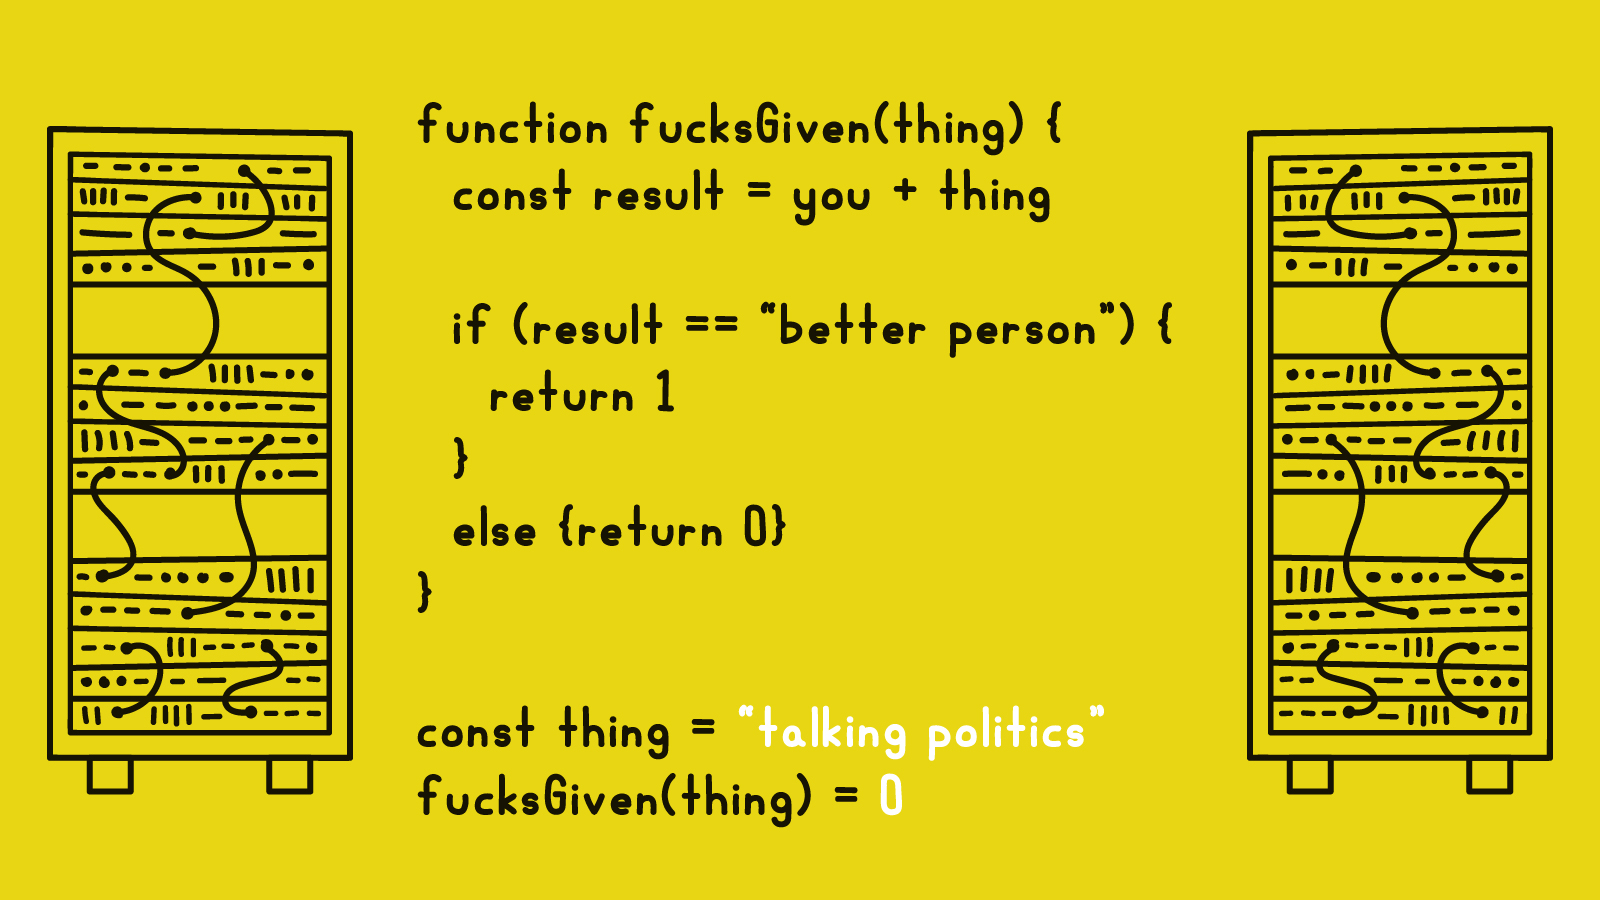 function fucksGiven(thing) {
const result = you + thing
if (result == “better person”) {
return 1
}
else {return 0}
}
const thing = “talking politics”
fucksGiven(thing) = 0